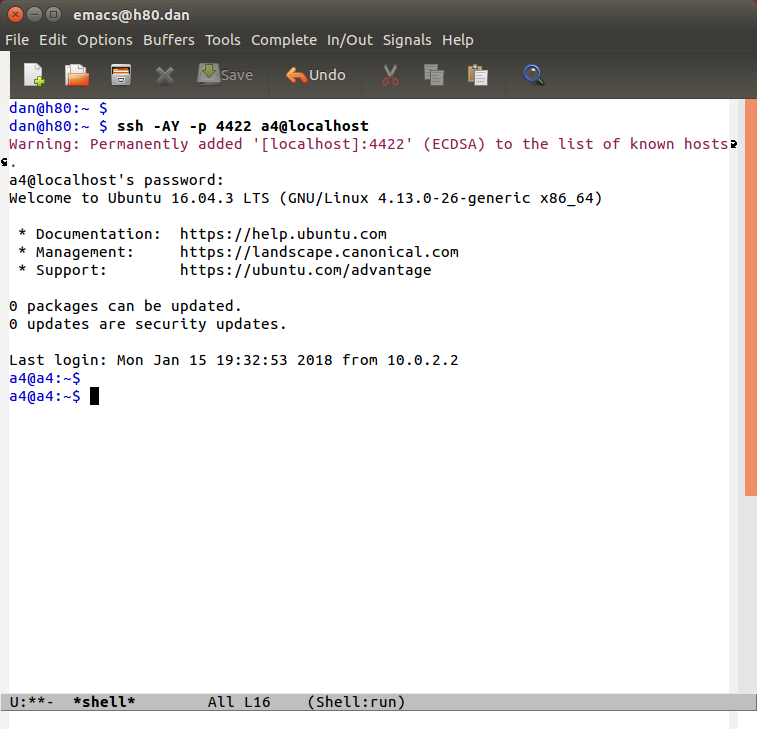 emacs@h80.dan
File Edit Options Buffers Tools Complete In/Out Signals Help
Save Undo
dan@h80:~ $
dan@h80:~ $ ssh -AY -p 4422 a4@localhost
Warning: Permanently added '[localhost]:4422' (ECDSA) to the list of known hosts
.
a4@localhost's password:
Welcome to Ubuntu 16.04.3 LTS (GNU/Linux 4.13.0-26-generic x86_64)
* Documentation:  https://help.ubuntu.com
* Management:     https://landscape.canonical.com
* Support:        https://ubuntu.com/advantage
0 packages can be updated.
0 updates are security updates.
Last login: Mon Jan 15 19:32:53 2018 from 10.0.2.2
a4@a4:~$
a4@a4:~$
U:**-  *shell*        All L16    (Shell:run)